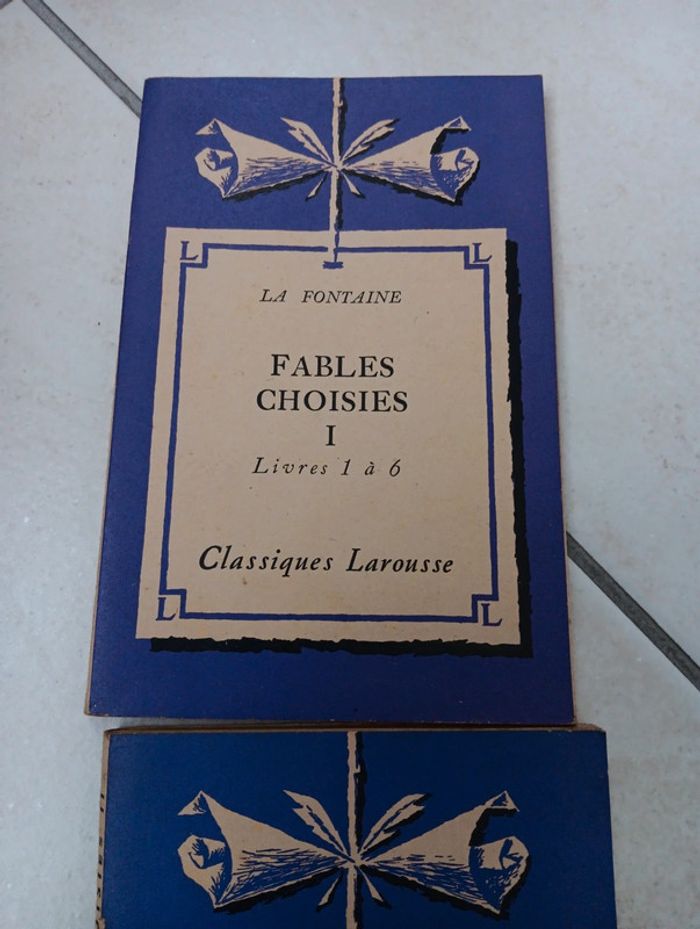 L L
LA FONTAINE
FABLES
CHOISIES
I
Livres 1 à 6
Classiques Larousse
L L